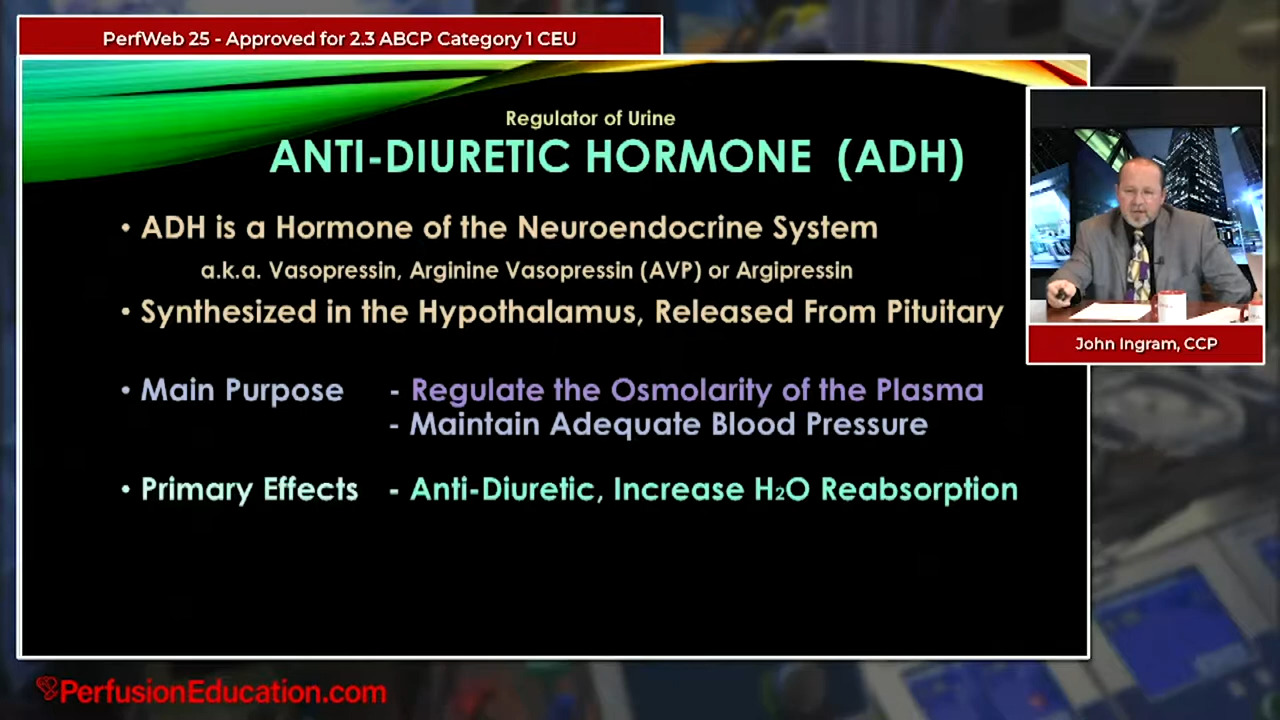 PerfWeb 25 - Approved for 2.3 ABCP Category 1 CEU
Regulator of Urine
ANTI-DIURETIC HORMONE (ADH)
• ADH is a Hormone of the Neuroendocrine System
a.k.a. Vasopressin, Arginine Vasopressin (AVP) or Argipressin
• Synthesized in the Hypothalamus, Released From Pituitary
• Main Purpose - Regulate the Osmolarity of the Plasma
- Maintain Adequate Blood Pressure
• Primary Effects - Anti-Diuretic, Increase H₂O Reabsorption
John Ingram, CCP
PerfusionEducation.com